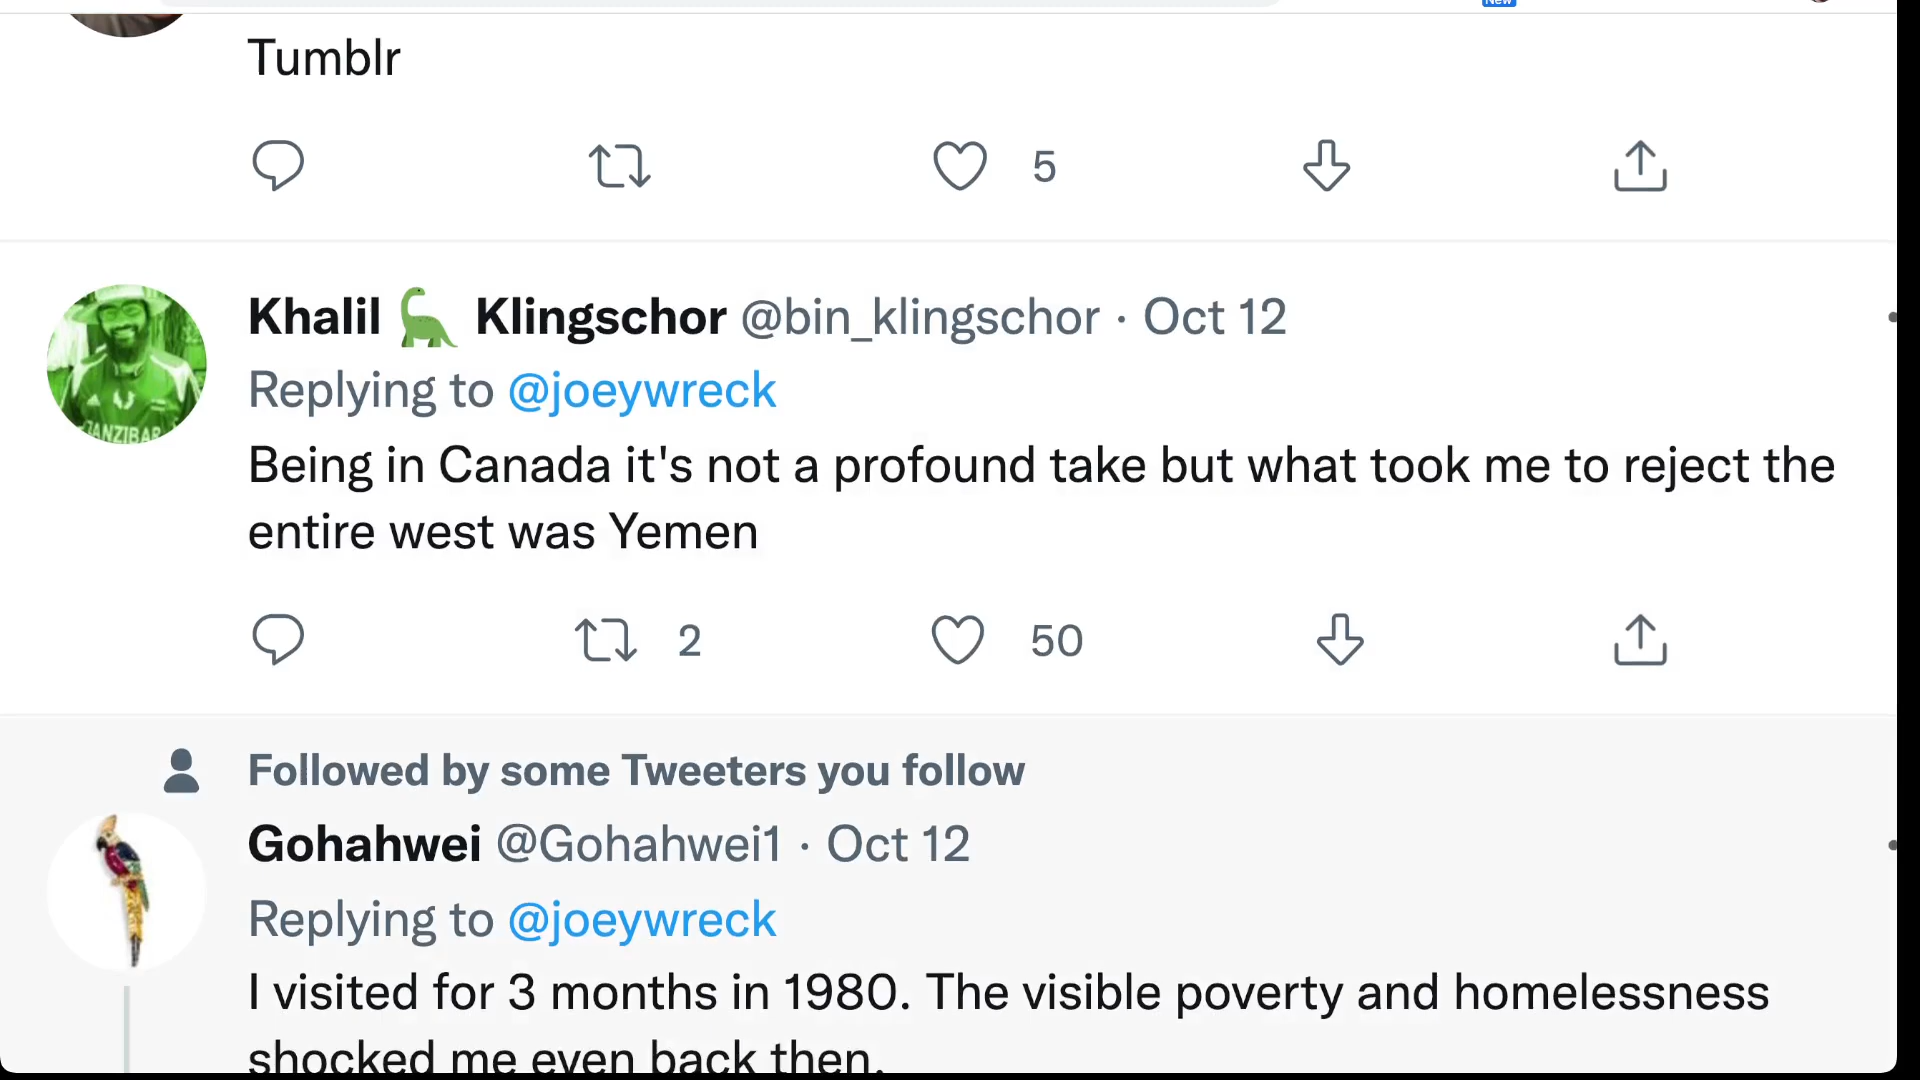 New
Tumblr
5
Khalil 🦕 Klingschor @bin_klingschor · Oct 12
Replying to @joeywreck
Being in Canada it's not a profound take but what took me to reject the
entire west was Yemen
2 50
Followed by some Tweeters you follow
Gohahwei @Gohahwei1 · Oct 12
Replying to @joeywreck
I visited for 3 months in 1980. The visible poverty and homelessness
shocked me even back then.
ZANZIBAR